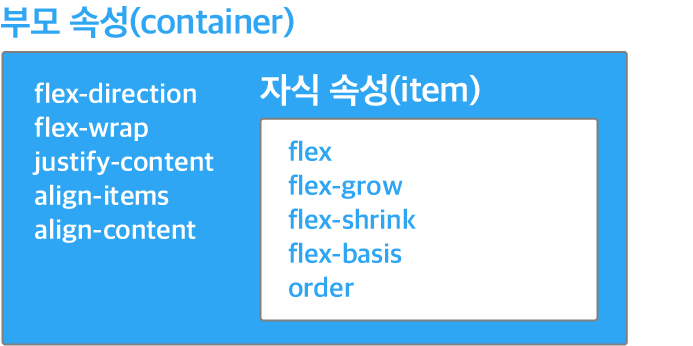 부모 속성(container)
flex-direction
flex-wrap
justify-content
align-items
align-content
자식 속성(item)
flex
flex-grow
flex-shrink
flex-basis
order